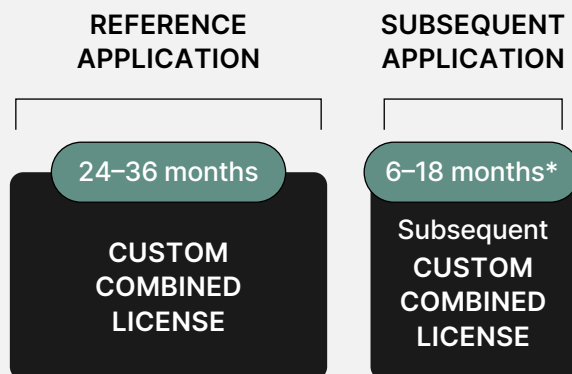 REFERENCE
APPLICATION
24–36 months
CUSTOM
COMBINED
LICENSE
SUBSEQUENT
APPLICATION
6–18 months*
Subsequent
CUSTOM
COMBINED
LICENSE